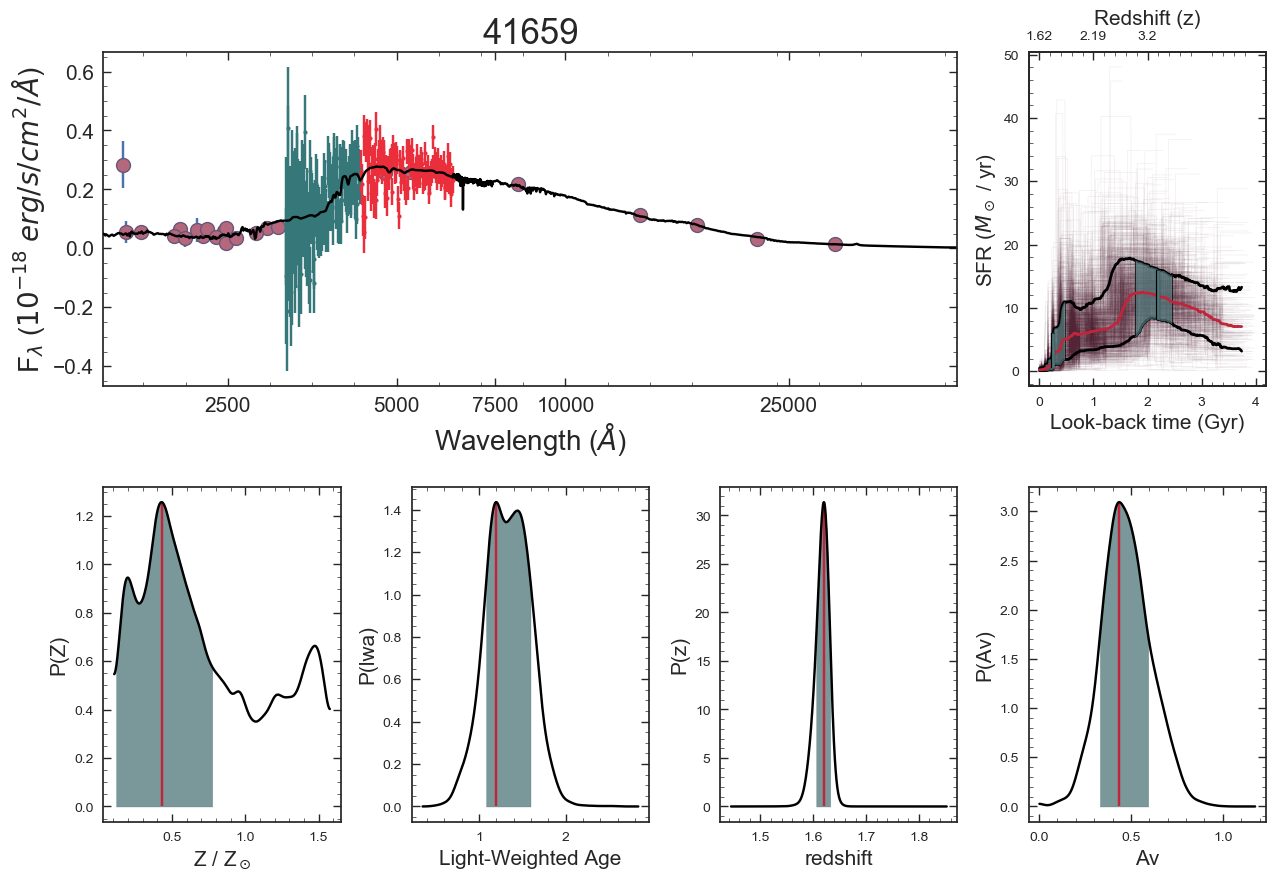 41659
F_λ (10^{-18} erg/s/cm^2/Å)
0.6
0.4
0.2
0.0
−0.2
−0.4
2500 5000 7500 10000 25000
Wavelength (Å)
Redshift (z)
1.62 2.19 3.2
SFR (M_⊙ / yr)
50
40
30
20
10
0
0 1 2 3 4
Look-back time (Gyr)
P(Z)
1.2
1.0
0.8
0.6
0.4
0.2
0.0
0.5 1.0 1.5
Z / Z_⊙
P(lwa)
1.4
1.2
1.0
0.8
0.6
0.4
0.2
0.0
1 2
Light-Weighted Age
P(z)
30
25
20
15
10
5
0
1.5 1.6 1.7 1.8
redshift
P(Av)
3.0
2.5
2.0
1.5
1.0
0.5
0.0
0.0 0.5 1.0
Av